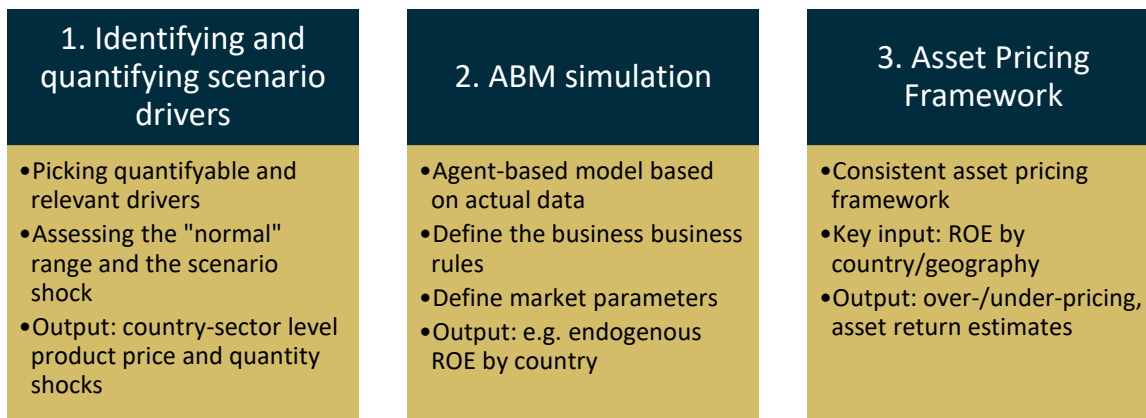 1. Identifying and
quantifying scenario
drivers
•Picking quantifyable and
relevant drivers
•Assessing the "normal"
range and the scenario
shock
•Output: country-sector level
product price and quantity
shocks
2. ABM simulation
•Agent-based model based
on actual data
•Define the business business
rules
•Define market parameters
•Output: e.g. endogenous
ROE by country
3. Asset Pricing
Framework
•Consistent asset pricing
framework
•Key input: ROE by
country/geography
•Output: over-/under-pricing,
asset return estimates